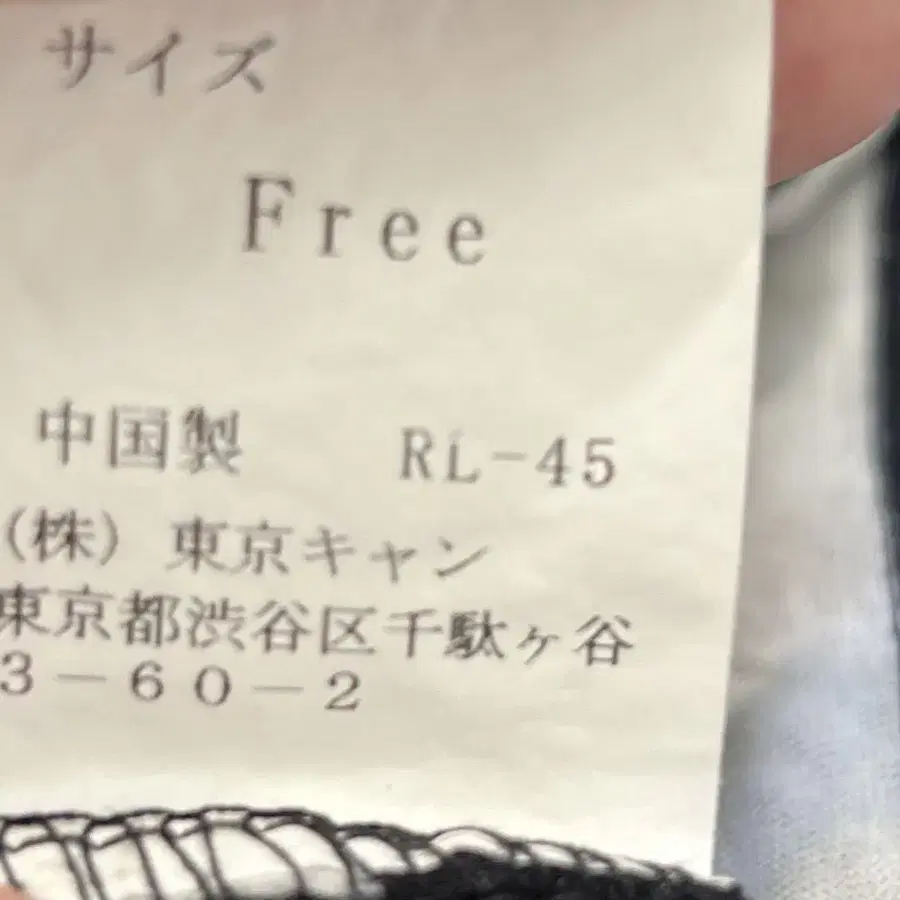 サイズ
Free
中国製 RL-45
(株) 東京キャン
東京都渋谷区千駄ヶ谷
3-60-2